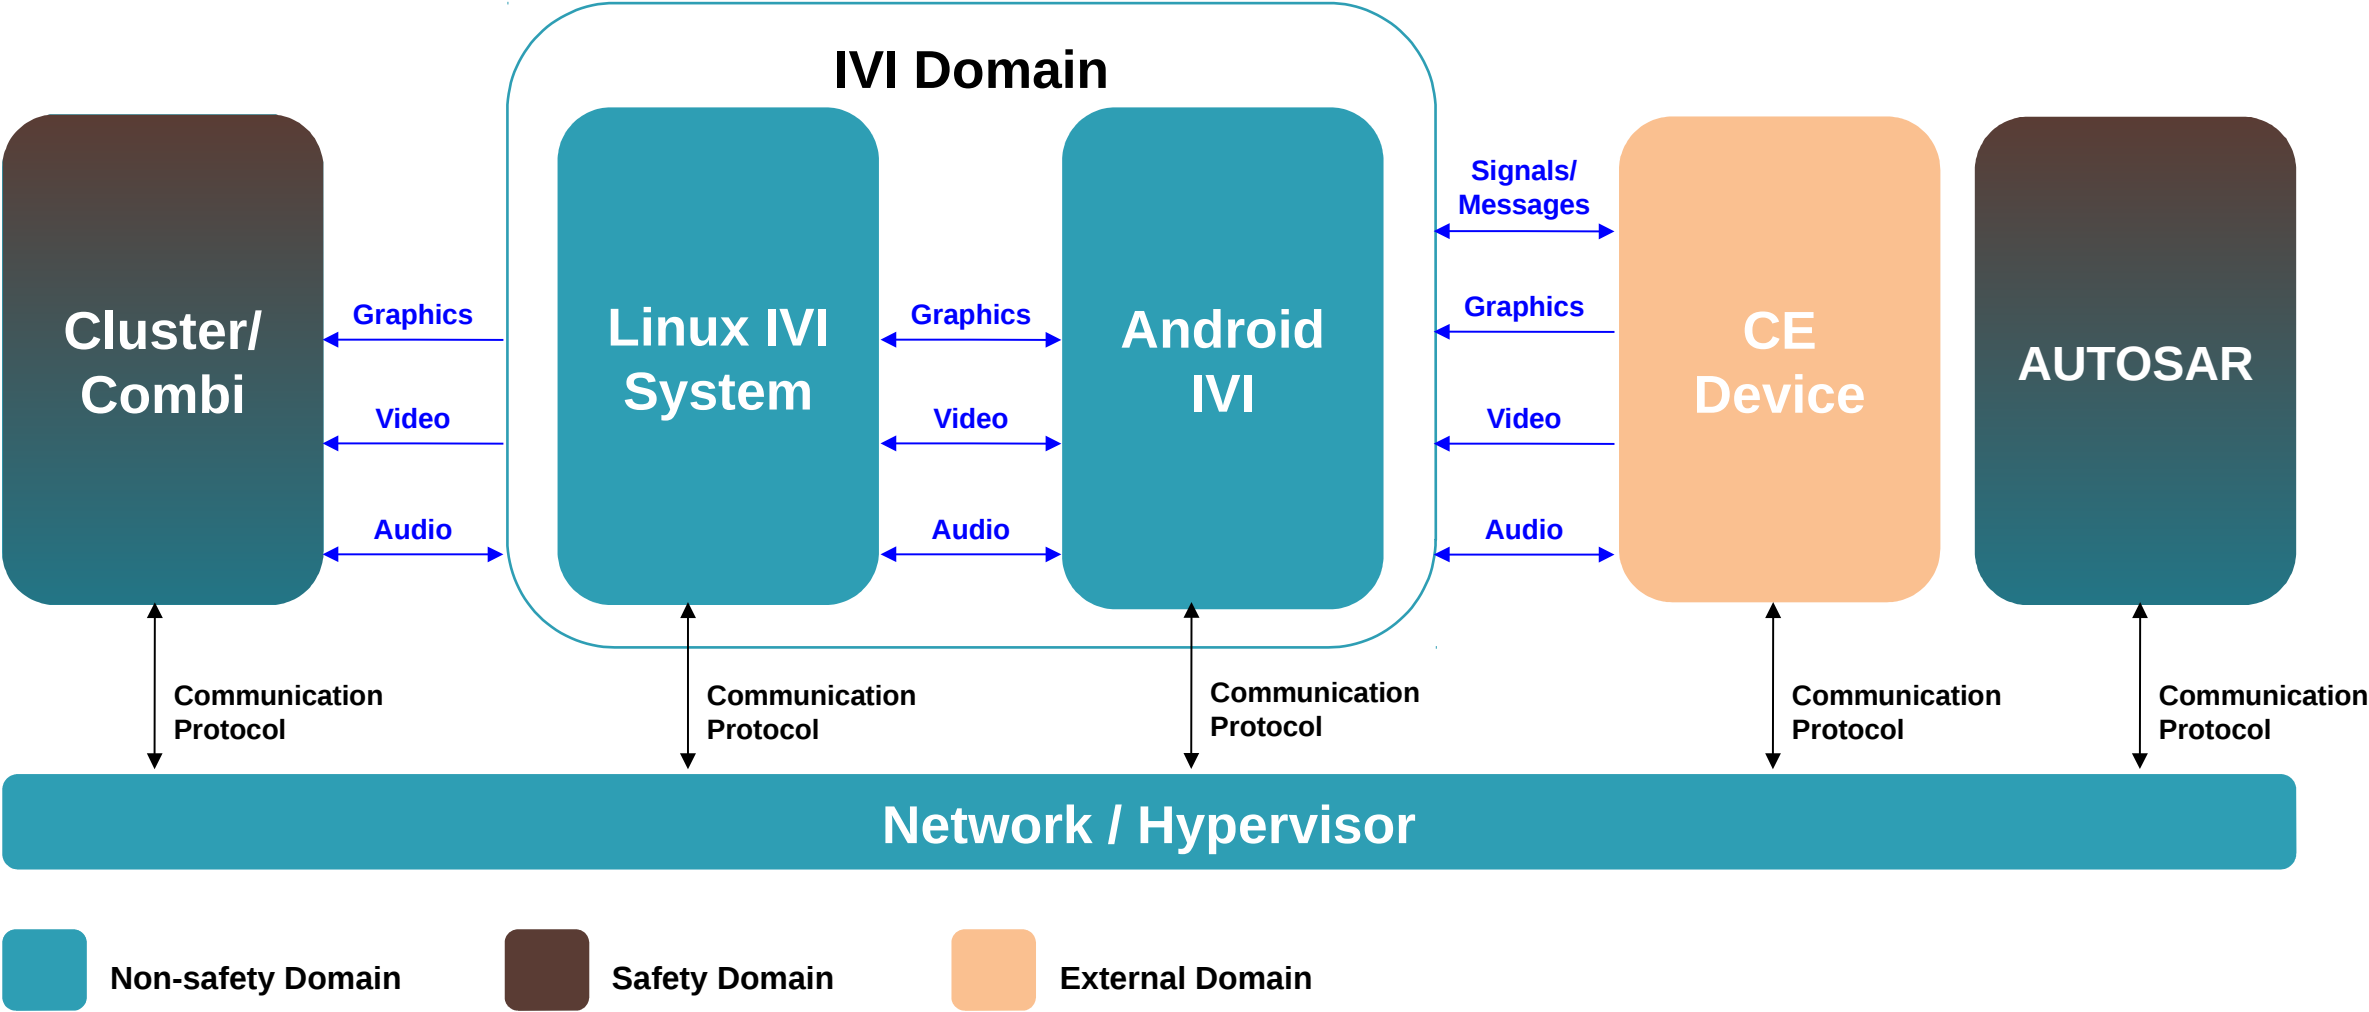 IVI Domain
Cluster/
Combi
Graphics
Video
Audio
Linux IVI
System
Graphics
Video
Audio
Android
IVI
Signals/
Messages
Graphics
Video
Audio
CE
Device
AUTOSAR
Communication
Protocol
Communication
Protocol
Communication
Protocol
Communication
Protocol
Communication
Protocol
Network / Hypervisor
Non-safety Domain
Safety Domain
External Domain